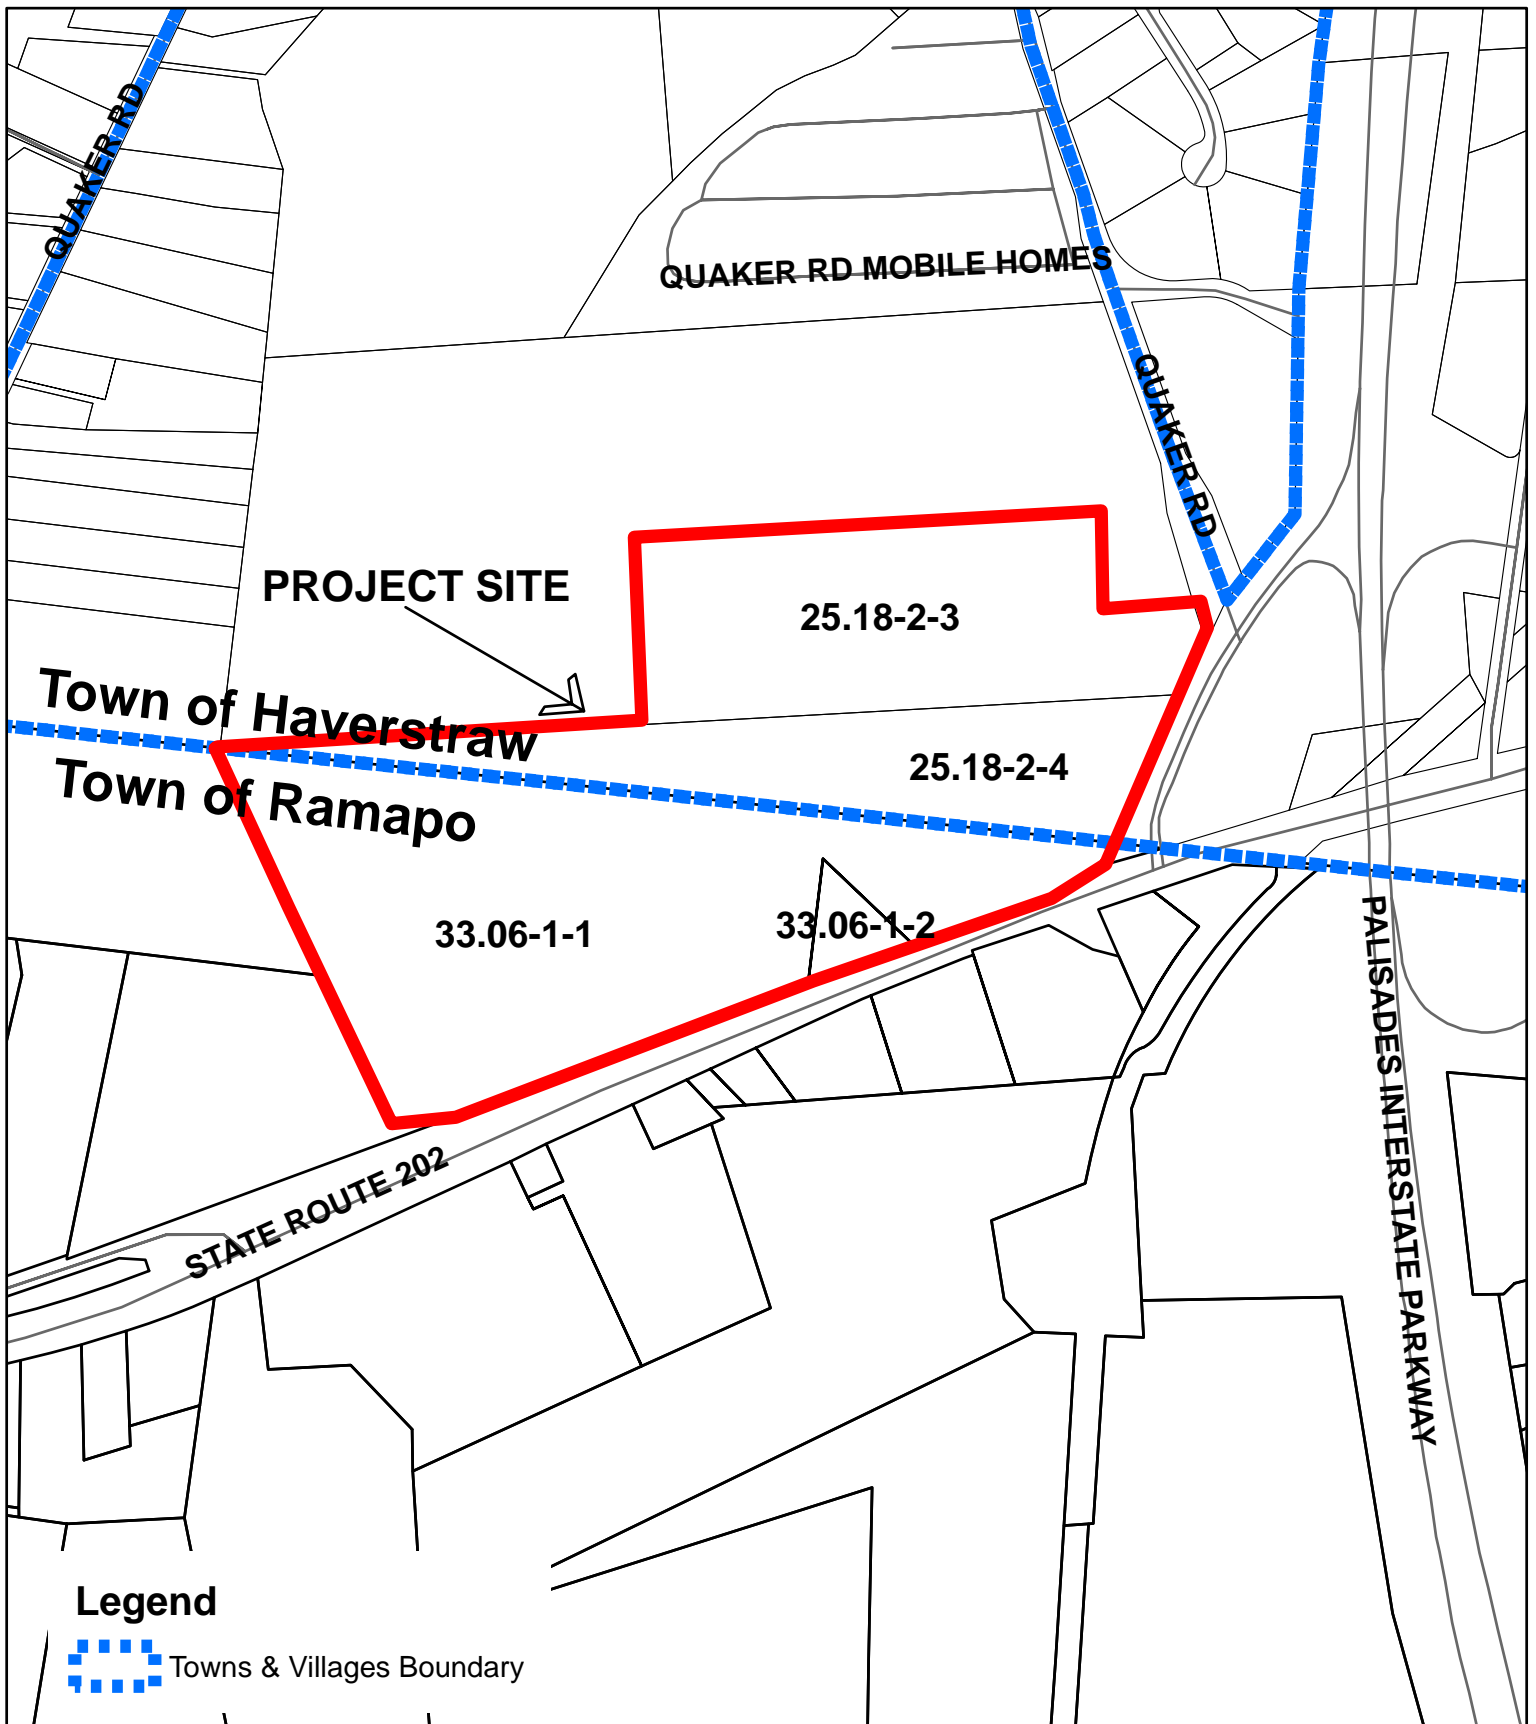 QUAKER RD
QUAKER RD MOBILE HOMES
QUAKER RD
PROJECT SITE
25.18-2-3
Town of Haverstraw
25.18-2-4
Town of Ramapo
33.06-1-1
33.06-1-2
PALISADES INTERSTATE PARKWAY
STATE ROUTE 202
Legend
Towns & Villages Boundary